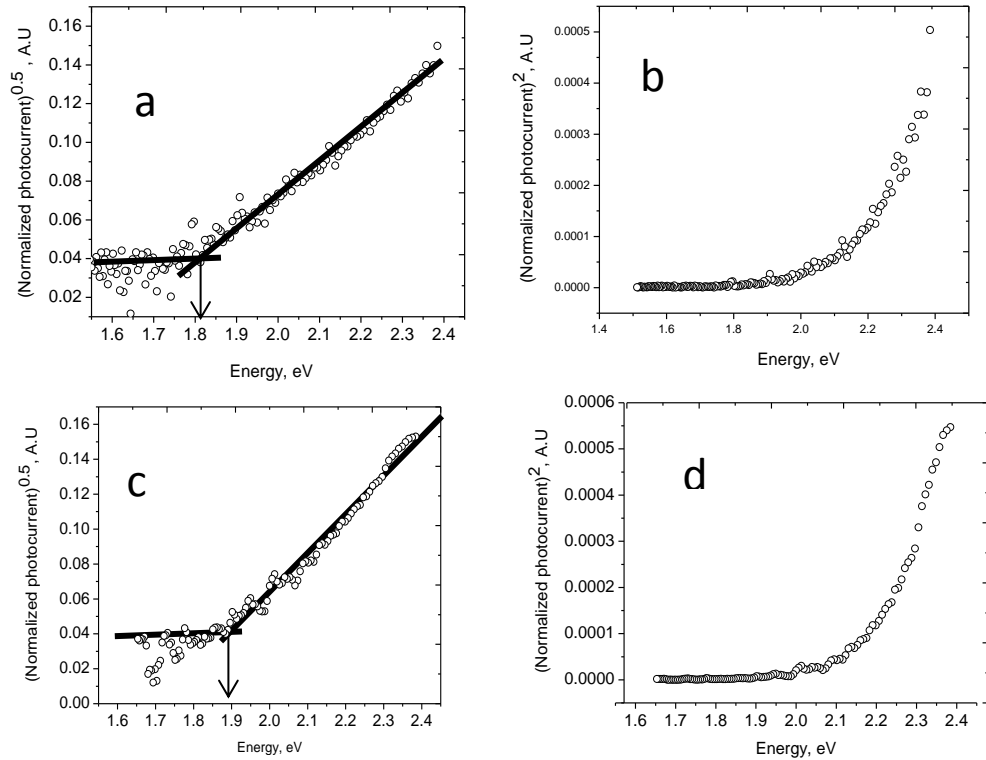 (Normalized photocurrent)^0.5 , A.U
0.16
0.14
0.12
0.10
0.08
0.06
0.04
0.02
a
1.6 1.7 1.8 1.9 2.0 2.1 2.2 2.3 2.4
Energy, eV
(Normalized photocurrent)^2, A.U
0.0005
0.0004
0.0003
0.0002
0.0001
0.0000
b
1.4 1.6 1.8 2.0 2.2 2.4
Energy, eV
(Normalized photocurrent)^0.5, A.U
0.16
0.14
0.12
0.10
0.08
0.06
0.04
0.00
c
1.6 1.7 1.8 1.9 2.0 2.1 2.2 2.3 2.4
Energy, eV
(Normalized photocurrent)^2, A.U
0.0006
0.0005
0.0004
0.0003
0.0002
0.0001
0.0000
d
1.6 1.7 1.8 1.9 2.0 2.1 2.2 2.3 2.4
Energy, eV